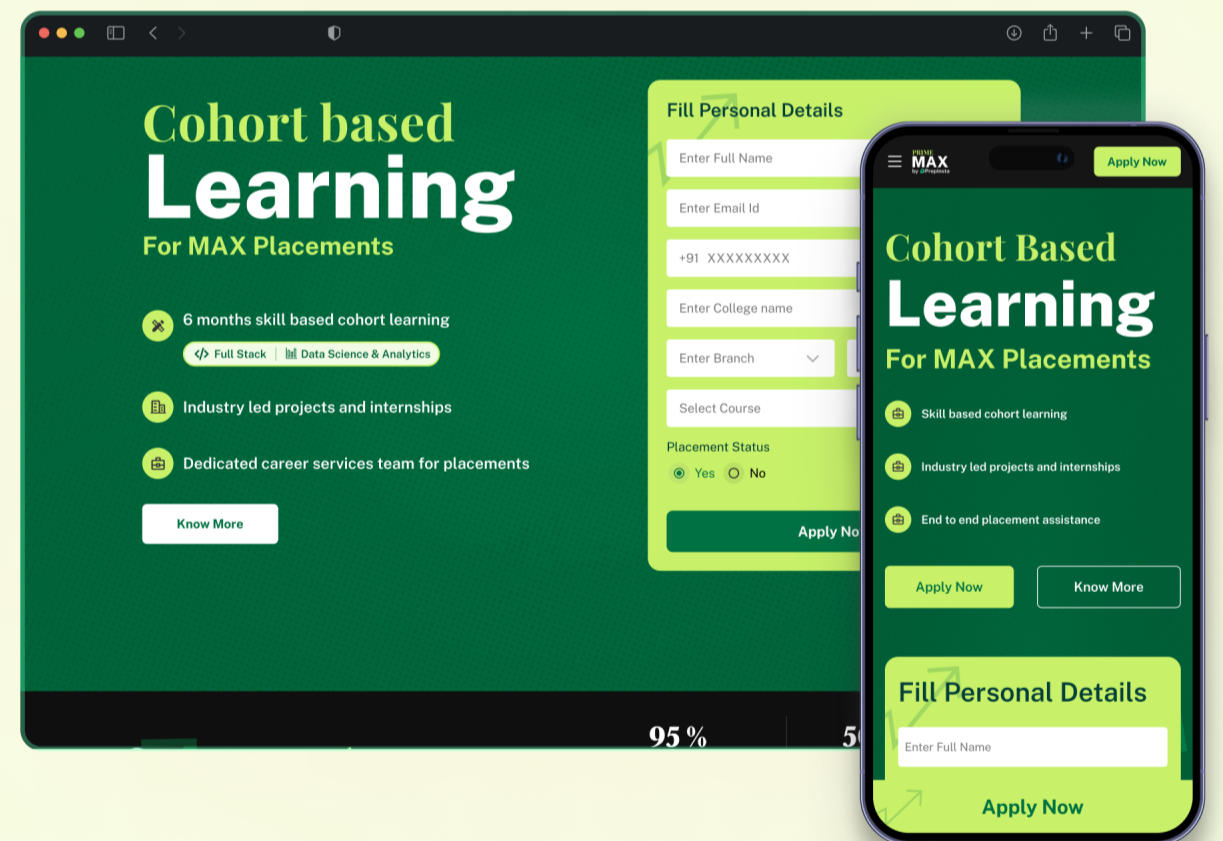 Cohort based
Learning
For MAX Placements
6 months skill based cohort learning
</> Full Stack | Data Science & Analytics
Industry led projects and internships
Dedicated career services team for placements
Know More
Fill Personal Details
Enter Full Name
Enter Email Id
+91 XXXXXXXXX
Enter College name
Enter Branch
Select Course
Placement Status
Yes No
Apply No
95 %
PRIME
MAX
by Prepinsta
Apply Now
Cohort Based
Learning
For MAX Placements
Skill based cohort learning
Industry led projects and internships
End to end placement assistance
Apply Now
Know More
Fill Personal Details
Enter Full Name
Apply Now